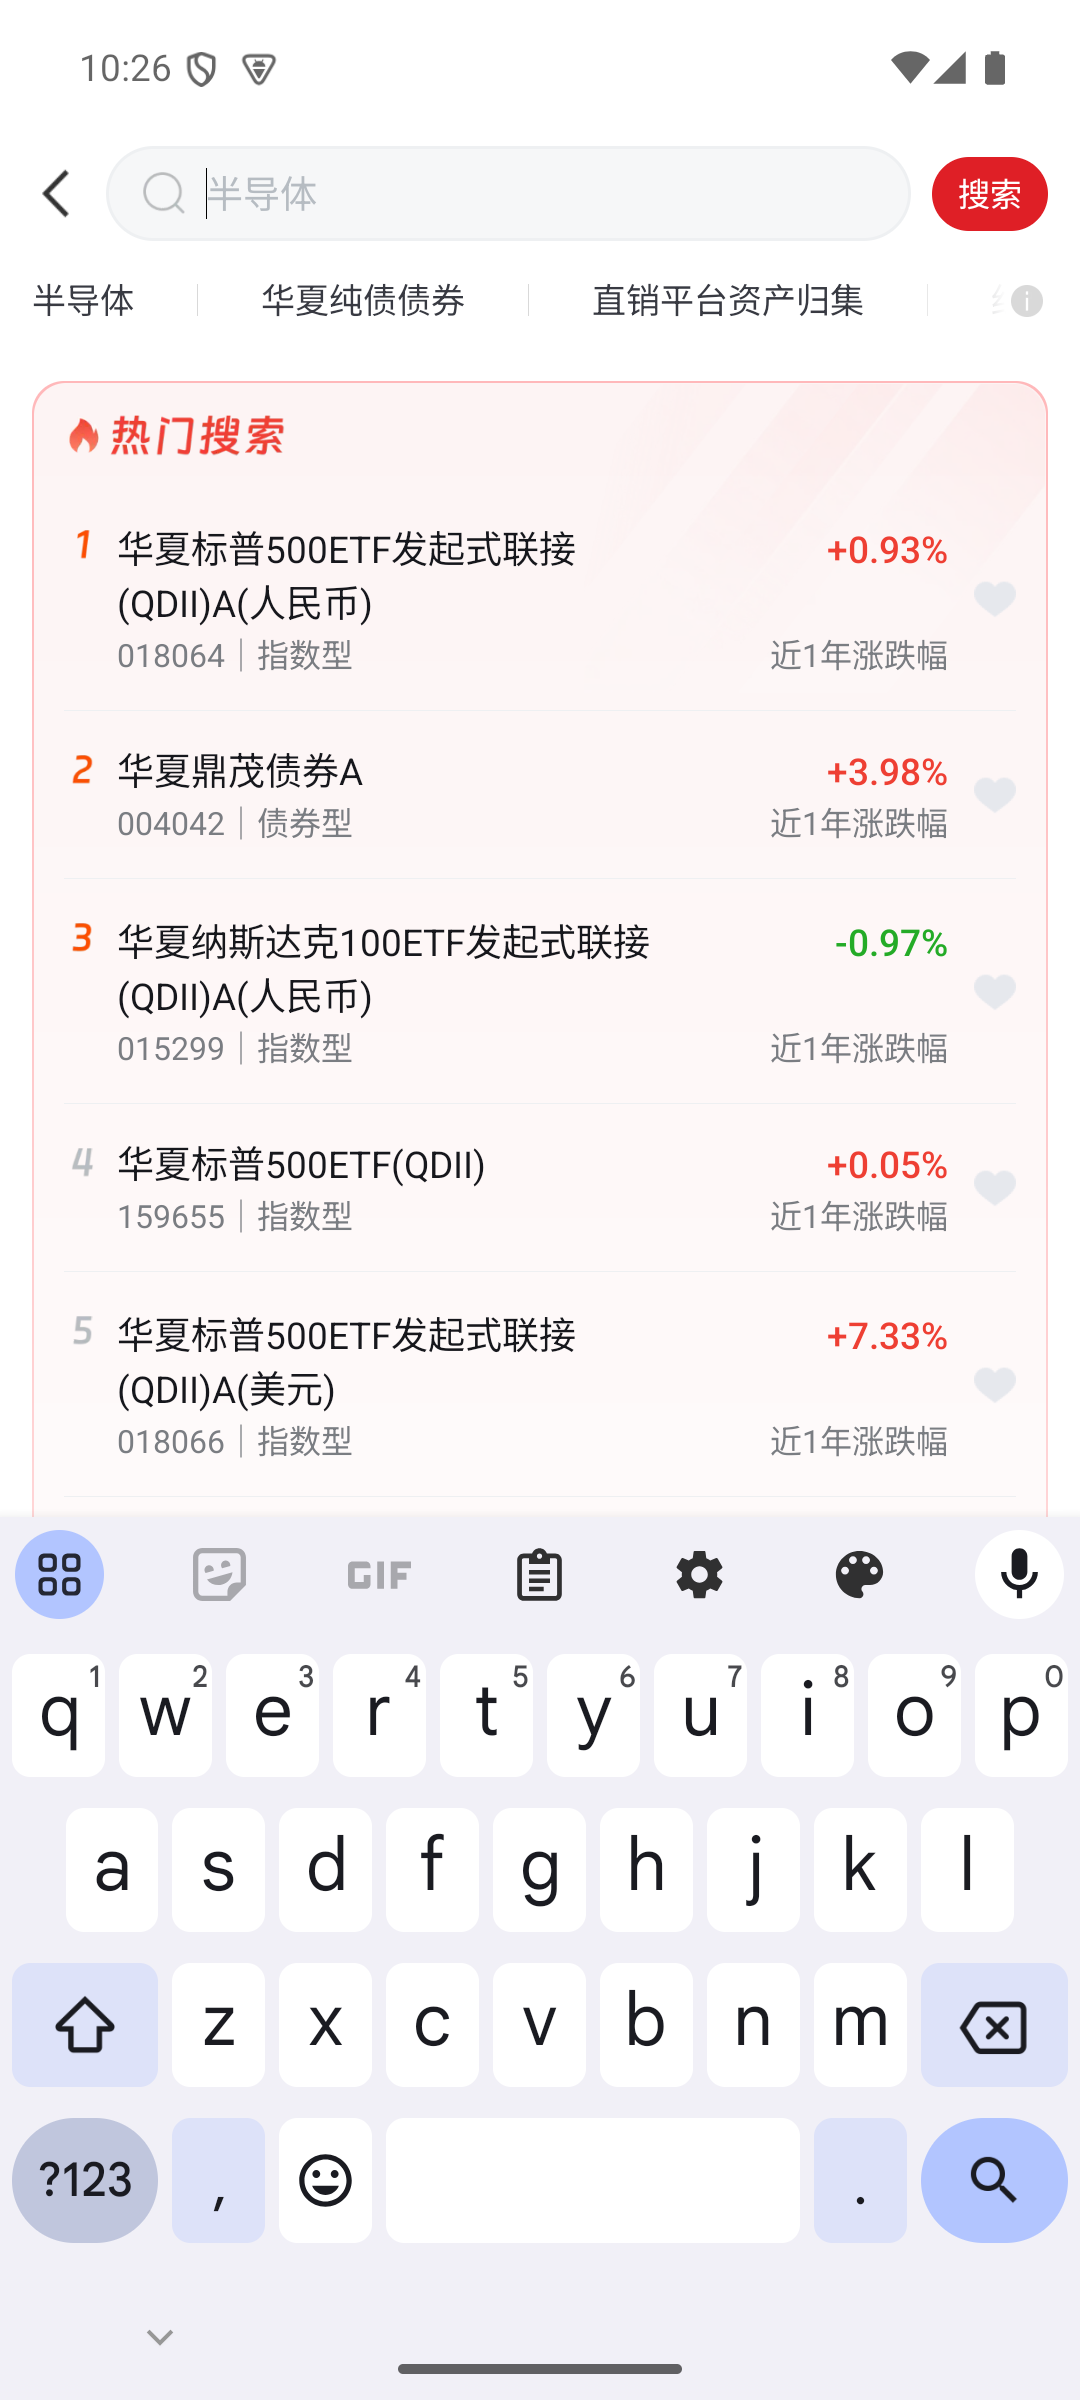 10:26
半导体
搜索
半导体
华夏纯债债券
直销平台资产归集
热门搜索
1
华夏标普500ETF发起式联接
+0.93%
(QDII)A(人民币)
018064 | 指数型
近1年涨跌幅
2
华夏鼎茂债券A
+3.98%
004042 | 债券型
近1年涨跌幅
3
华夏纳斯达克100ETF发起式联接
-0.97%
(QDII)A(人民币)
015299 | 指数型
近1年涨跌幅
4
华夏标普500ETF(QDII)
+0.05%
159655 | 指数型
近1年涨跌幅
5
华夏标普500ETF发起式联接
+7.33%
(QDII)A(美元)
018066 | 指数型
近1年涨跌幅
GIF
q1 w2 e3 r4 t5 y6 u7 i8 o9 p0
a s d f g h j k l
z x c v b n m
?123 , .